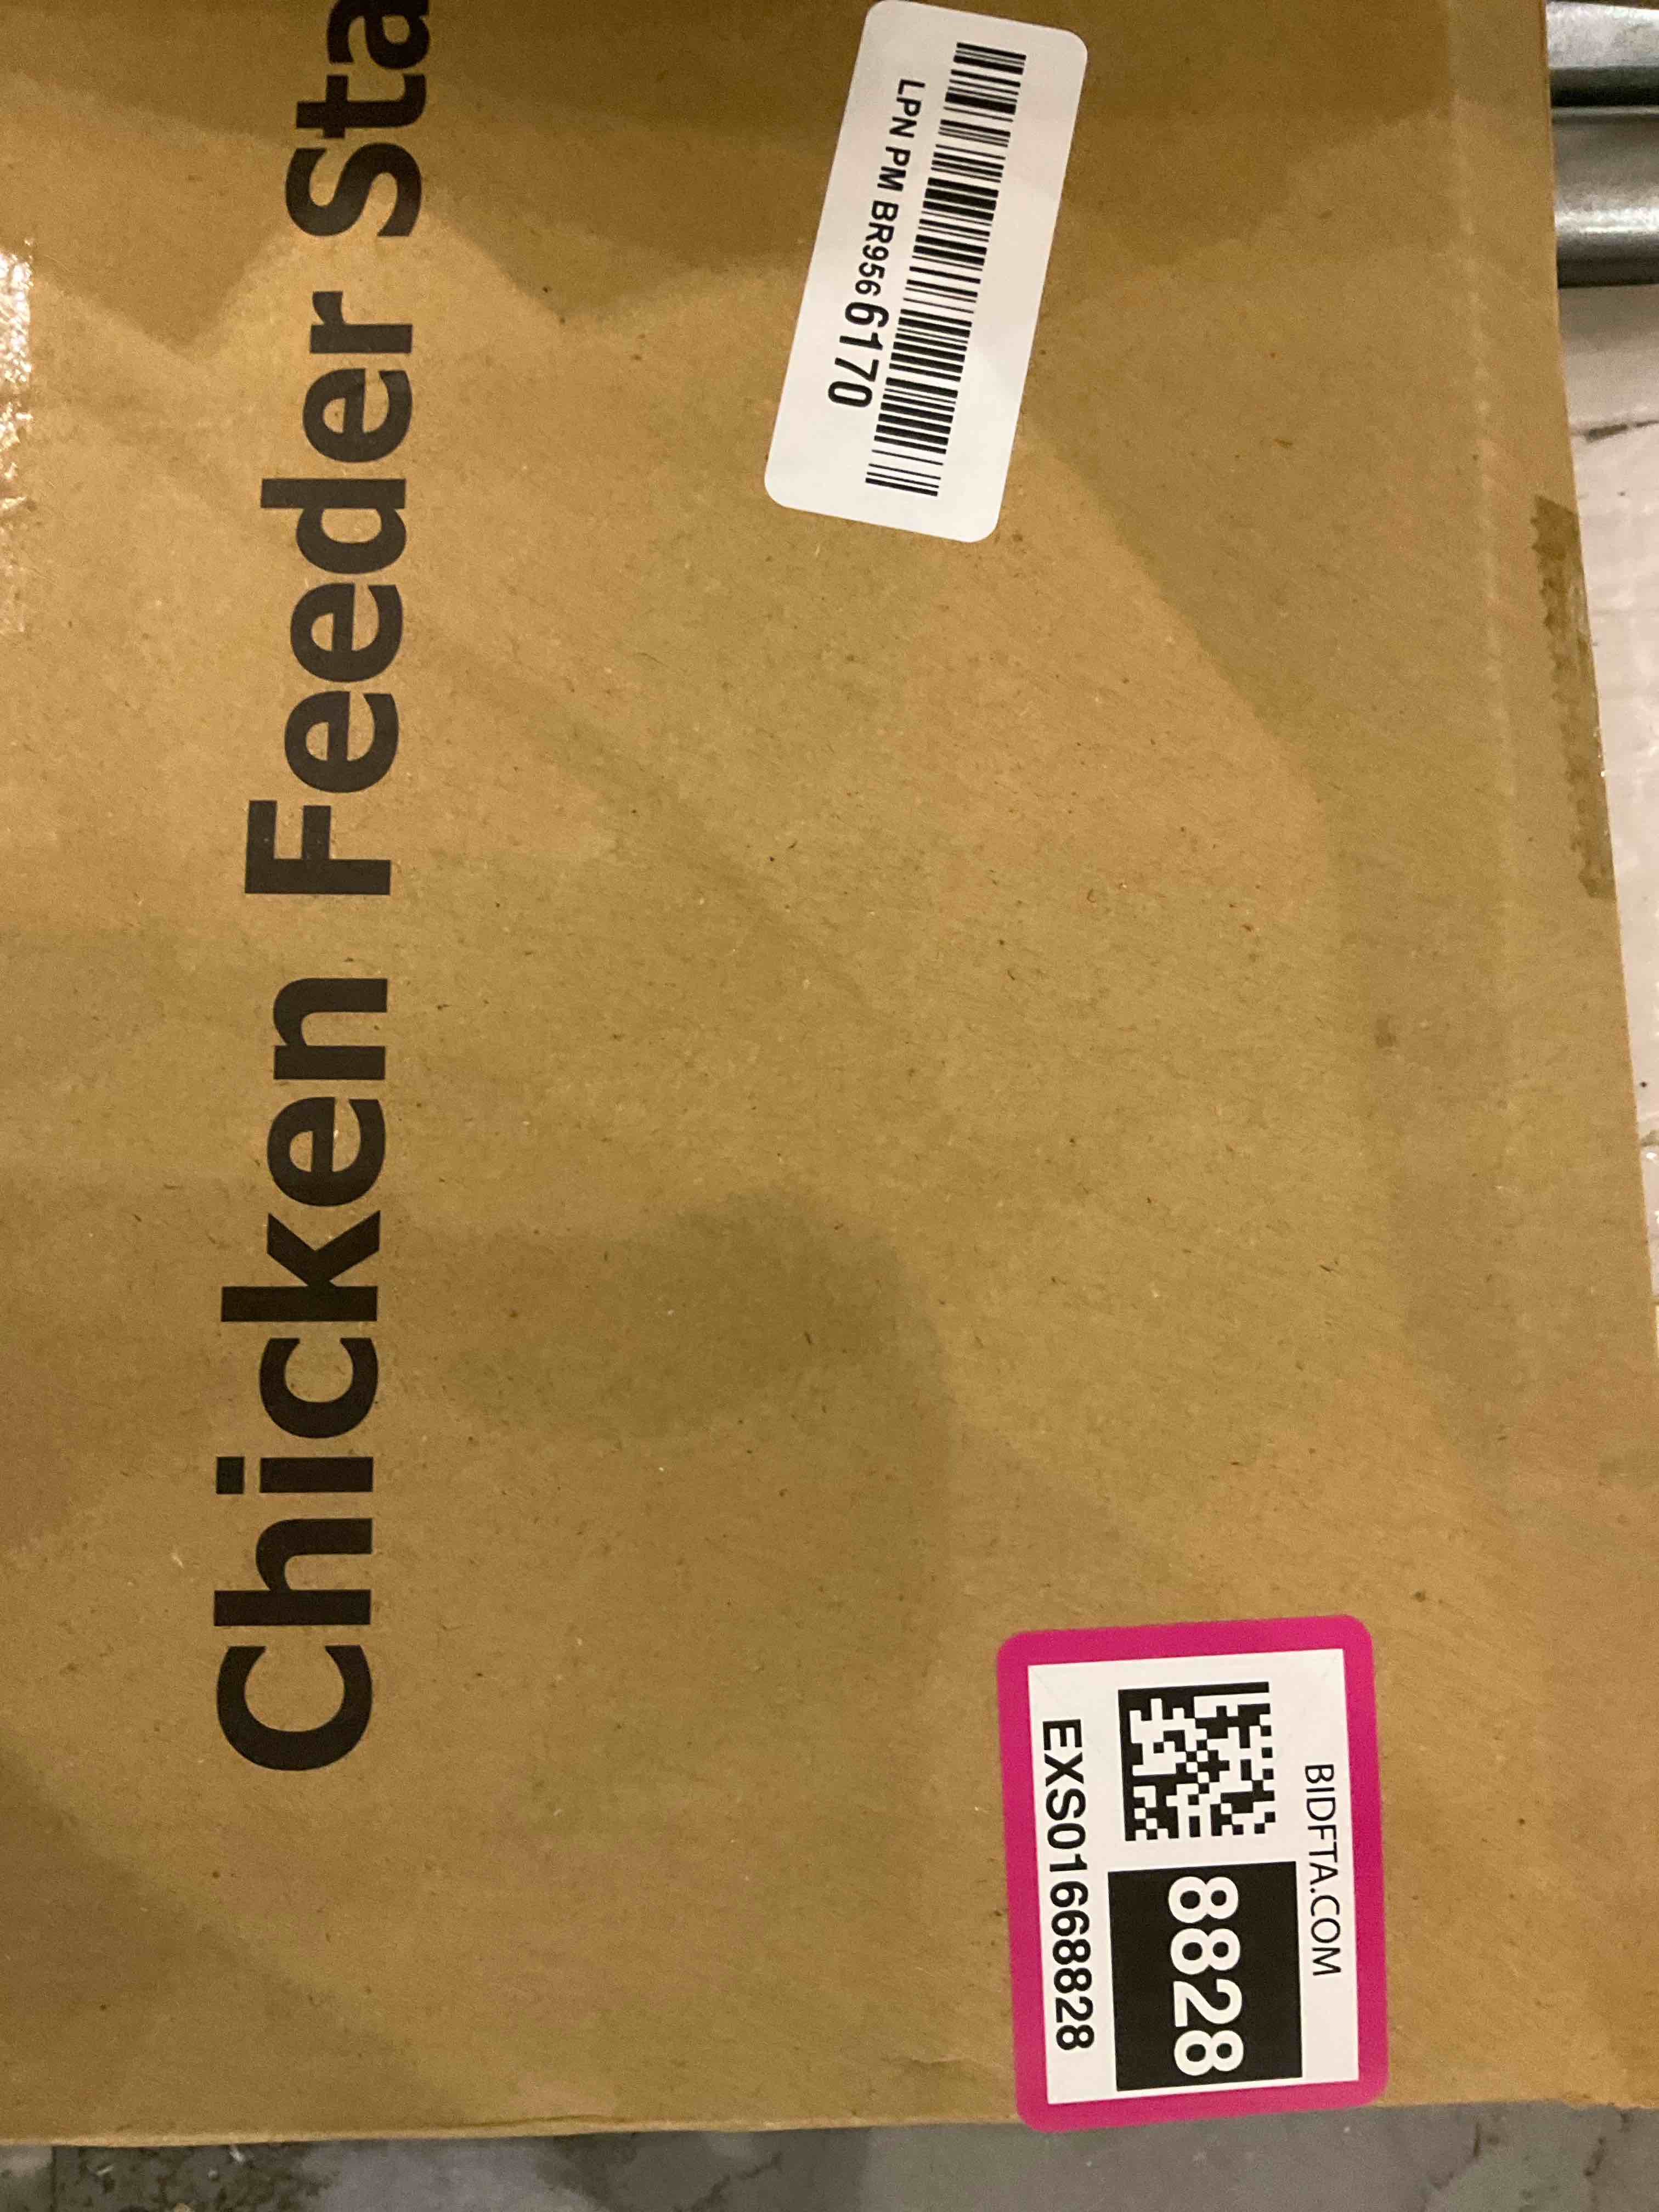 Chicken Feeder Sta
LPN PM BR9566170
BIDFTA.COM
8828
EXS01668828